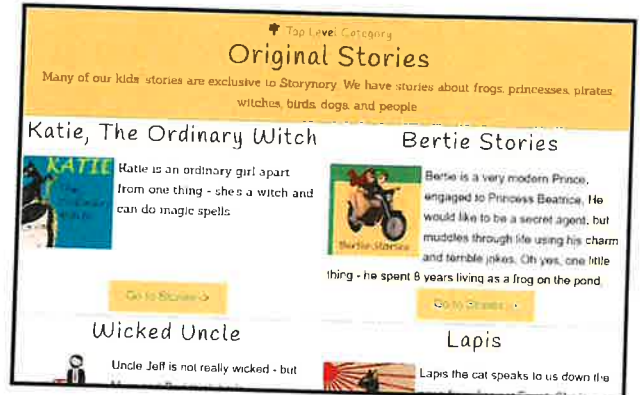 Top Level Category
Original Stories
Many of our kids' stories are exclusive to Storynory. We have stories about frogs, princesses, pirates,
witches, birds, dogs, and people
Katie, The Ordinary Witch
KATIE
Katie is an ordinary girl apart
from one thing - she's a witch and
can do magic spells
Go to Stories ->
Bertie Stories
Bertie Stories
Bertie is a very modern Prince,
engaged to Princess Beatrice. He
would like to be a secret agent, but
muddles through life using his charm
and terrible jokes. Oh yes, one little
thing - he spent 8 years living as a frog on the pond.
Go to Stories ->
Wicked Uncle
Uncle Jeff is not really wicked - but
Lapis
Lapis the cat speaks to us down the